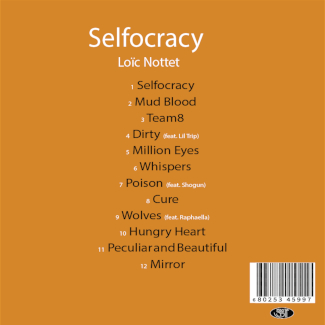 Selfocracy
Loïc Nottet
1 Selfocracy
2 Mud Blood
3 Team8
4 Dirty (feat. Lil Trip)
5 Million Eyes
6 Whispers
7 Poison (feat. Shogun)
8 Cure
9 Wolves (feat. Raphaella)
10 Hungry Heart
11 Peculiar and Beautiful
12 Mirror
680253 45997